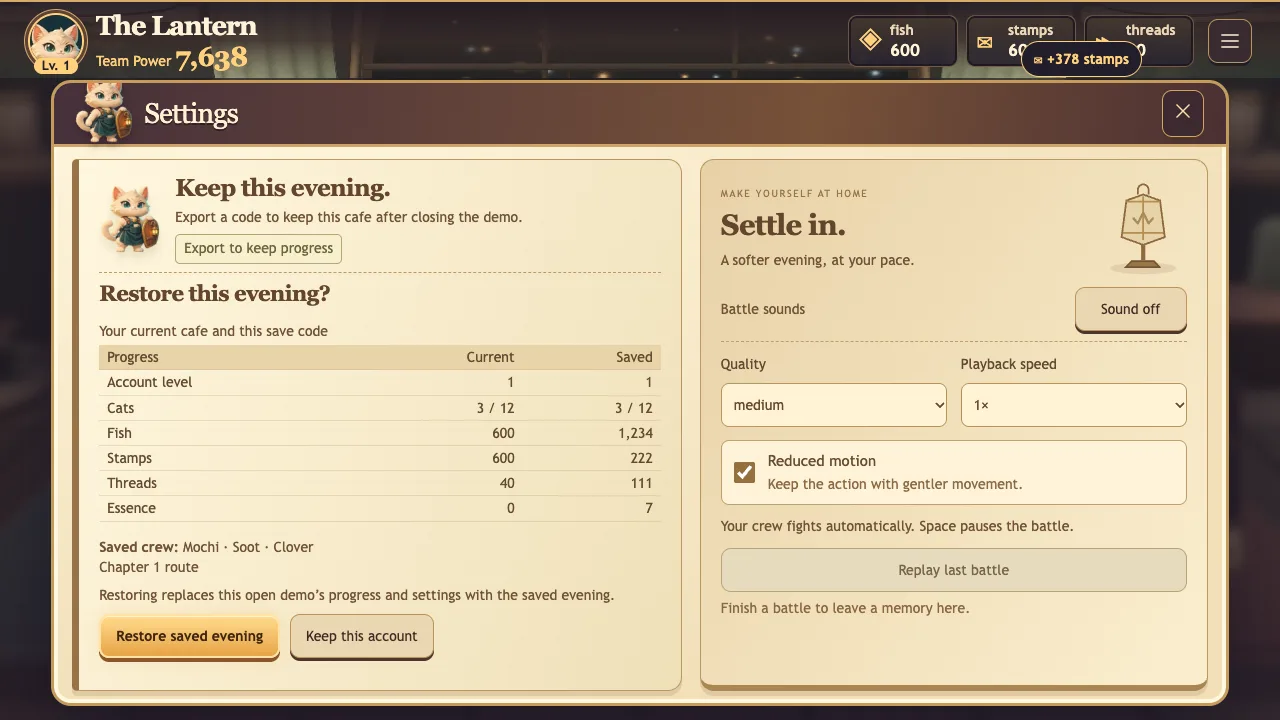 The Lantern
Lv. 1
Team Power 7,638
fish
600
stamps
threads
+378 stamps
Settings
Keep this evening.
Export a code to keep this cafe after closing the demo.
Export to keep progress
Restore this evening?
Your current cafe and this save code
Progress Current Saved
Account level 1 1
Cats 3 / 12 3 / 12
Fish 600 1,234
Stamps 600 222
Threads 40 111
Essence 0 7
Saved crew: Mochi · Soot · Clover
Chapter 1 route
Restoring replaces this open demo’s progress and settings with the saved evening.
Restore saved evening
Keep this account
MAKE YOURSELF AT HOME
Settle in.
A softer evening, at your pace.
Battle sounds
Sound off
Quality Playback speed
medium 1×
Reduced motion
Keep the action with gentler movement.
Your crew fights automatically. Space pauses the battle.
Replay last battle
Finish a battle to leave a memory here.